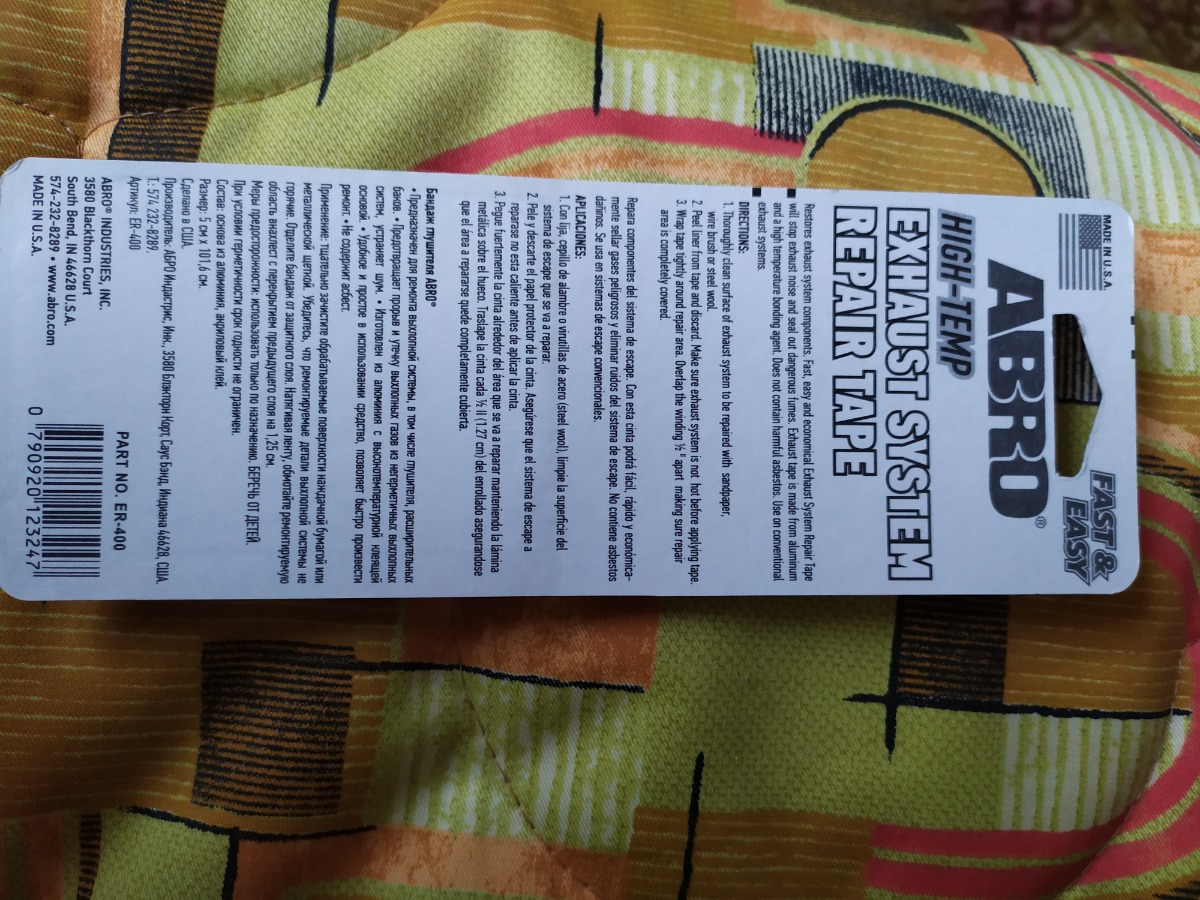 MADE IN U.S.A.
FAST &
EASY
ABRO®
HIGH-TEMP
EXHAUST SYSTEM
REPAIR TAPE
Restores exhaust system components. Fast, easy and economical Exhaust System Repair Tape
will stop exhaust noise and seal out dangerous fumes. Exhaust tape is made from aluminum
and a high temperature bonding agent. Does not contain harmful asbestos. Use on conventional
exhaust systems.
DIRECTIONS:
1. Thoroughly clean surface of exhaust system to be repaired with sandpaper,
wire brush or steel wool.
2. Peel liner from tape and discard. Make sure exhaust system is not hot before applying tape.
3. Wrap tape tightly around repair area. Overlap the winding ½" apart making sure repair
area is completely covered.
Repara componentes del sistema de escape. Con esta cinta podrá fácil, rápido y económica-
mente sellar gases peligrosos y eliminar ruidos del sistema de escape. No contiene asbestos
dañinos. Se usa en sistemas de escape convencionales.
APLICACIONES:
1. Con lija, cepillo de alambre o virutillas de acero (steel wool), limpie la superficie del
sistema de escape que se va a reparar.
2. Pele y descarte el papel protector de la cinta. Asegúrese que el sistema de escape a
repararse no esta caliente antes de aplicar la cinta.
3. Pegue fuertemente la cinta alrededor del área que se va a reparar manteniendo la lámina
metálica sobre el hueco. Traslape la cinta cada ½ II (1.27 cm) del enrollado asegurandose
que el área a repararse quede completamente cubierta.
Бандаж глушителя ABRO®
• Предназначен для ремонта выхлопной системы, в том числе глушителя, расширительных
баков. • Предотвращает прорыв и утечку выхлопных газов из негерметичных выхлопных
систем, устраняет шум. • Изготовлен из алюминия с высокотемпературной клеящей
основой. • Удобное и простое в использовании средство, позволяет быстро произвести
ремонт. • Не содержит асбест.
Применение: тщательно зачистите обрабатываемые поверхности наждачной бумагой или
металлической щеткой. Убедитесь, что ремонтируемые детали выхлопной системы не
горячие. Отделите бандаж от защитного слоя. Натягивая ленту, обмотайте ремонтируемую
область внахлест с перекрытием предыдущего слоя на 1,25 см.
Меры предосторожности: использовать только по назначению. БЕРЕЧЬ ОТ ДЕТЕЙ.
При условии герметичности срок годности не ограничен.
Состав: основа из алюминия, акриловый клей.
Размер: 5 см х 101,6 см.
Сделано в США.
Производитель: АБРО Индастрис, Инк., 3580 Блэкторн Корт, Саус Бэнд, Индиана 46628, США.
Т.: 574 232-8289.
Артикул: ER-400
ABRO® INDUSTRIES, INC.
3580 Blackthorn Court
South Bend, IN 46628 U.S.A.
574-232-8289 • www.abro.com
MADE IN U.S.A.
PART NO. ER-400
0 79092012324 7